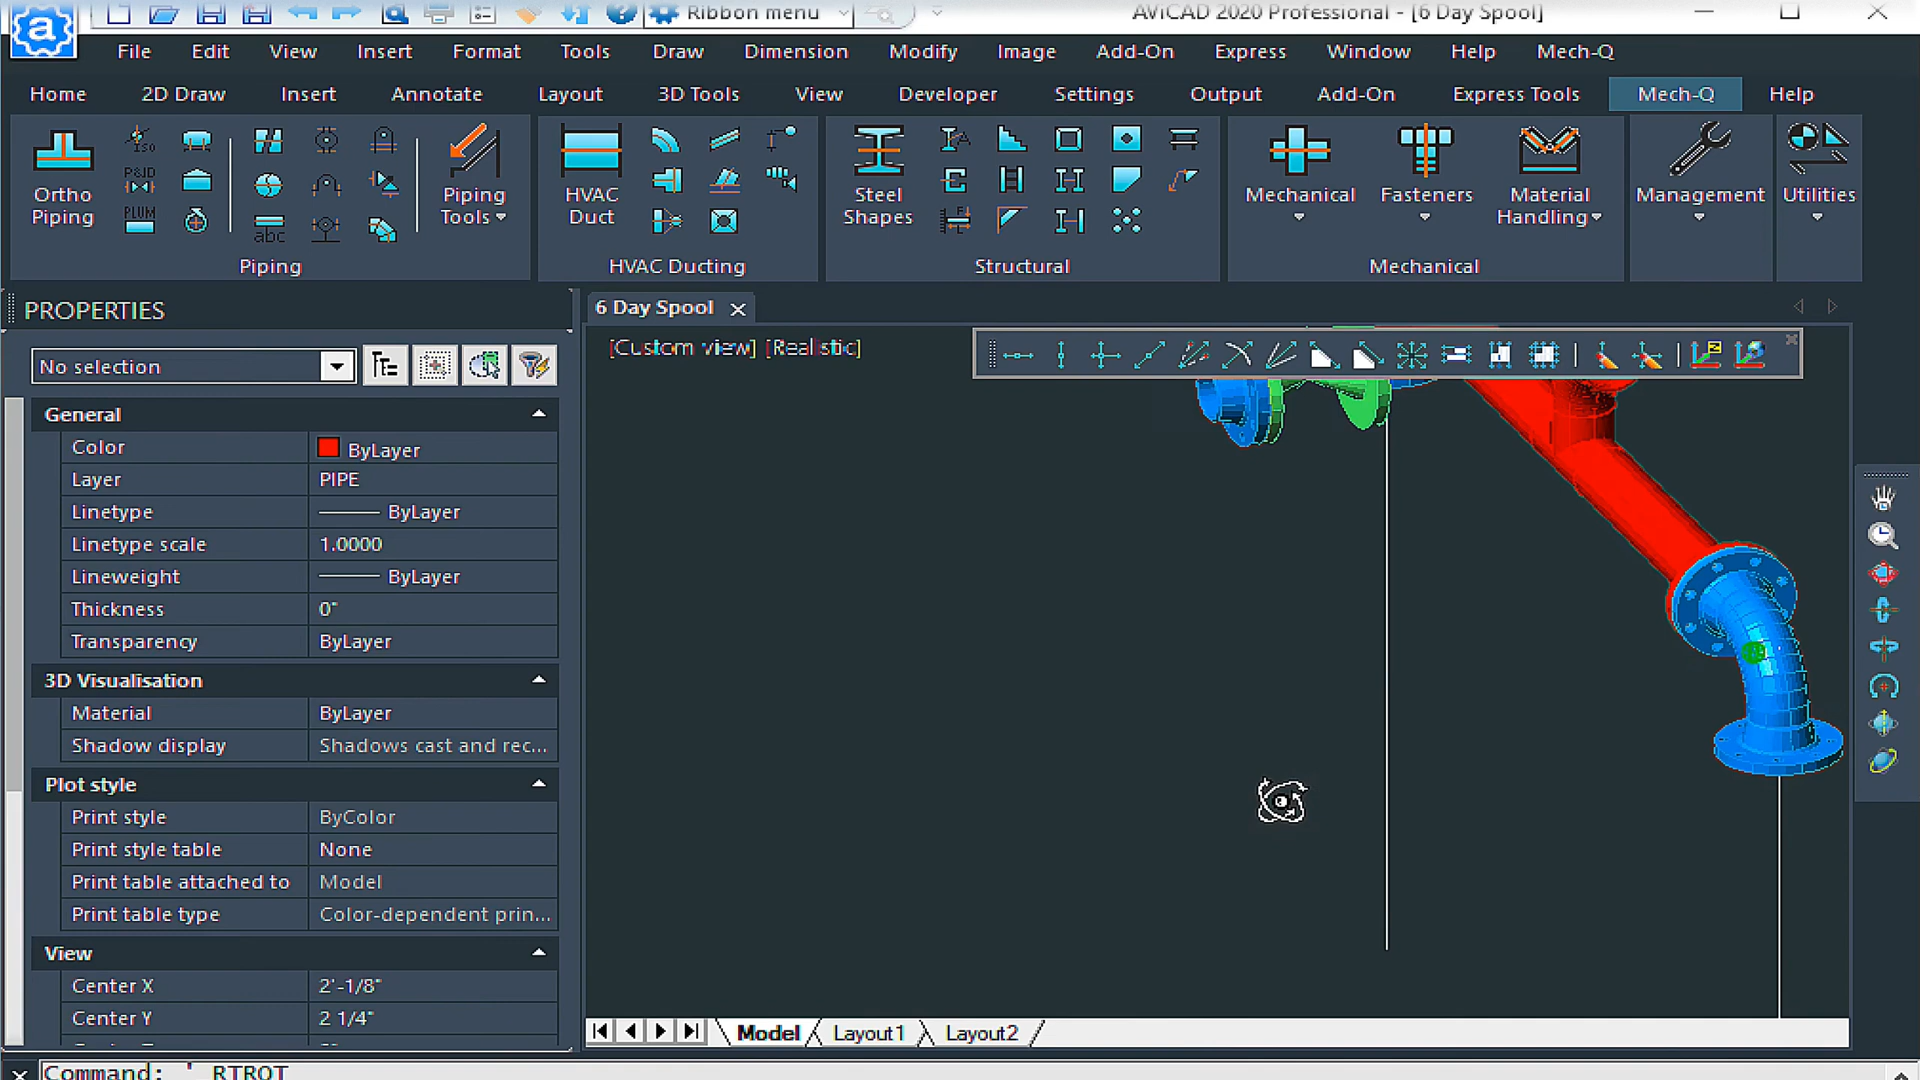 Ribbon menu
AViCAD 2020 Professional - [6 Day Spool]
File Edit View Insert Format Tools Draw Dimension Modify Image Add-On Express Window Help Mech-Q
Home 2D Draw Insert Annotate Layout 3D Tools View Developer Settings Output Add-On Express Tools Mech-Q Help
ISO
P&ID
PLUM
abc
Ortho
Piping
Piping
Tools
HVAC
Duct
Steel
Shapes
Mechanical
Fasteners
Material
Handling
Management
Utilities
Piping
HVAC Ducting
Structural
Mechanical
PROPERTIES
6 Day Spool
No selection
[Custom view] [Realistic]
General
Color ByLayer
Layer PIPE
Linetype ByLayer
Linetype scale 1.0000
Lineweight ByLayer
Thickness 0"
Transparency ByLayer
3D Visualisation
Material ByLayer
Shadow display Shadows cast and rec...
Plot style
Print style ByColor
Print style table None
Print table attached to Model
Print table type Color-dependent prin...
View
Center X 2'-1/8"
Center Y 2 1/4"
Model Layout1 Layout2
Command: '_RTROT